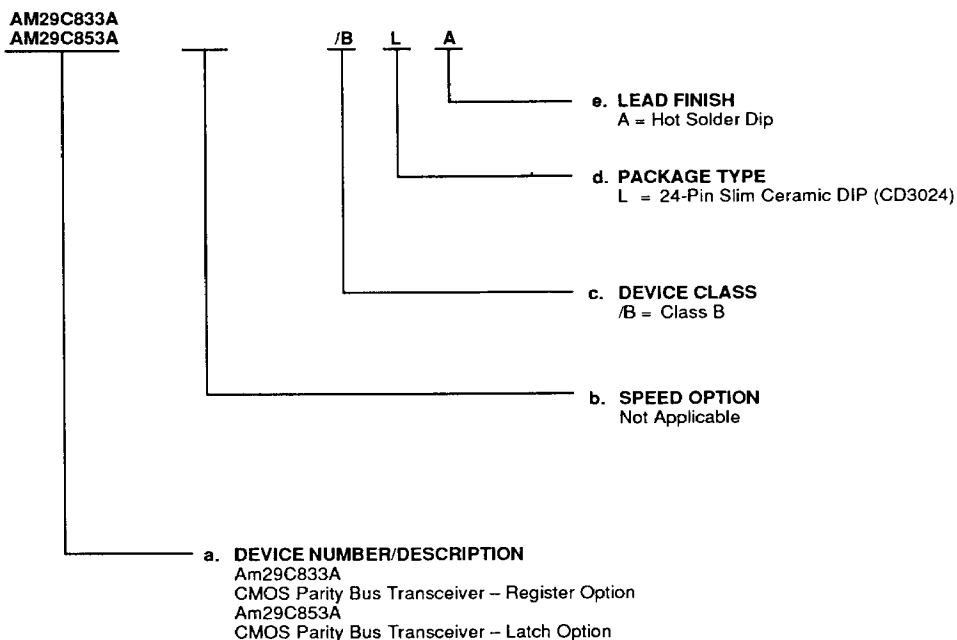 AM29C833A
AM29C853A
/B L A
e. LEAD FINISH
A = Hot Solder Dip
d. PACKAGE TYPE
L = 24-Pin Slim Ceramic DIP (CD3024)
c. DEVICE CLASS
/B = Class B
b. SPEED OPTION
Not Applicable
a. DEVICE NUMBER/DESCRIPTION
Am29C833A
CMOS Parity Bus Transceiver – Register Option
Am29C853A
CMOS Parity Bus Transceiver – Latch Option